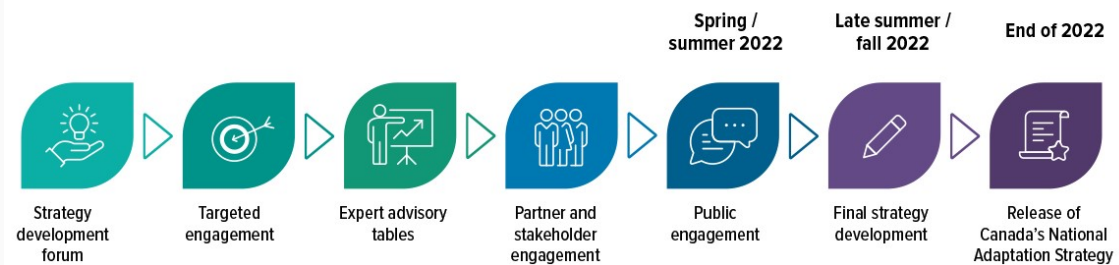 Spring /
summer 2022
Late summer /
fall 2022
End of 2022
Strategy
development
forum
Targeted
engagement
Expert advisory
tables
Partner and
stakeholder
engagement
Public
engagement
Final strategy
development
Release of
Canada's National
Adaptation Strategy